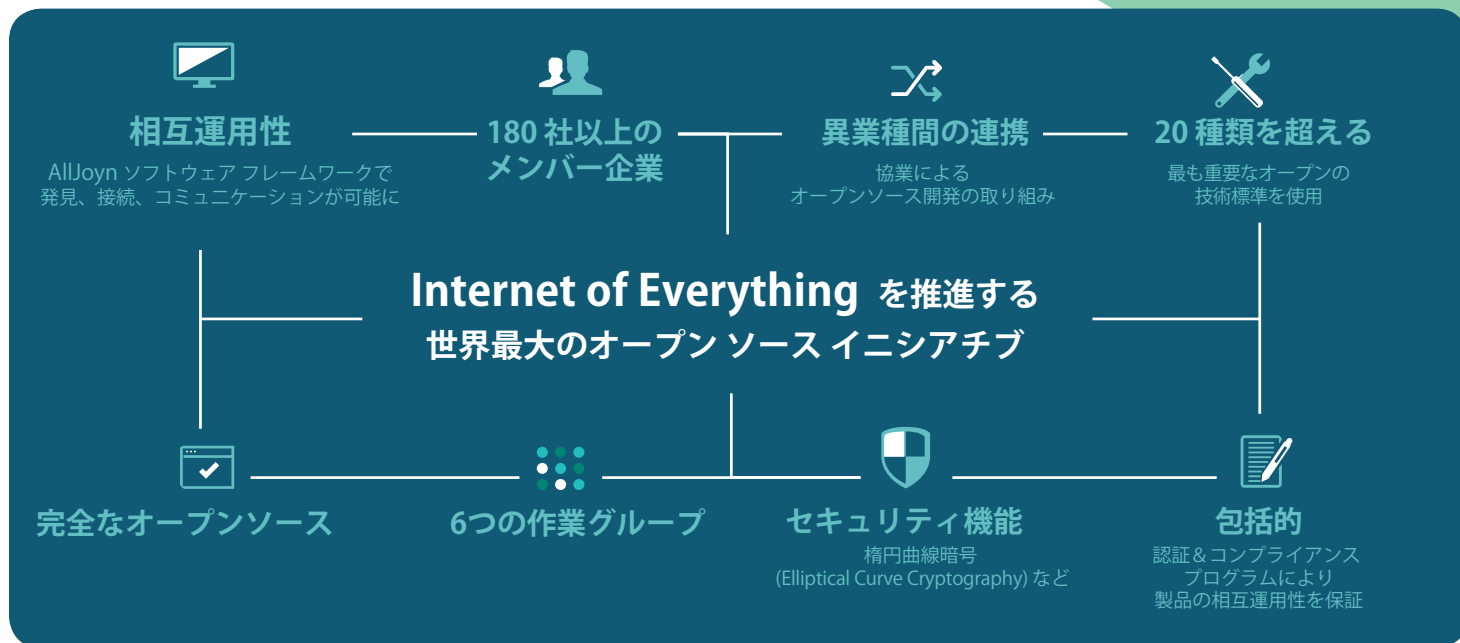 相互運用性
AllJoyn ソフトウェア フレームワークで
発見、接続、コミュニケーションが可能に
180 社以上の
メンバー企業
異業種間の連携
協業による
オープンソース開発の取り組み
20 種類を超える
最も重要なオープンの
技術標準を使用
Internet of Everything を推進する
世界最大のオープン ソース イニシアチブ
完全なオープンソース
6つの作業グループ
セキュリティ機能
楕円曲線暗号
(Elliptical Curve Cryptography) など
包括的
認証＆コンプライアンス
プログラムにより
製品の相互運用性を保証